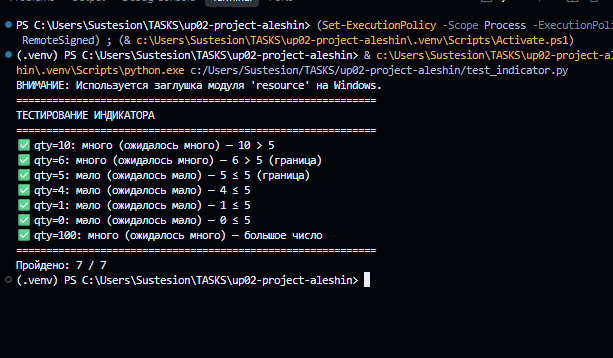 PS C:\Users\Sustesion\TASKS\up02-project-aleshin> (Set-ExecutionPolicy -Scope Process -ExecutionPoli
RemoteSigned) ; (& c:\Users\Sustesion\TASKS\up02-project-aleshin\.venv\Scripts\Activate.ps1)
(.venv) PS C:\Users\Sustesion\TASKS\up02-project-aleshin> & c:\Users\Sustesion\TASKS\up02-project-al
hin\.venv\Scripts\python.exe c:/Users/Sustesion/TASKS/up02-project-aleshin/test_indicator.py
ВНИМАНИЕ: Используется заглушка модуля 'resource' на Windows.
============================================================
ТЕСТИРОВАНИЕ ИНДИКАТОРА
============================================================
✅ qty=10: много (ожидалось много) — 10 > 5
✅ qty=6: много (ожидалось много) — 6 > 5 (граница)
✅ qty=5: мало (ожидалось мало) — 5 ≤ 5 (граница)
✅ qty=4: мало (ожидалось мало) — 4 ≤ 5
✅ qty=1: мало (ожидалось мало) — 1 ≤ 5
✅ qty=0: мало (ожидалось мало) — 0 ≤ 5
✅ qty=100: много (ожидалось много) — большое число
============================================================
Пройдено: 7 / 7
(.venv) PS C:\Users\Sustesion\TASKS\up02-project-aleshin>